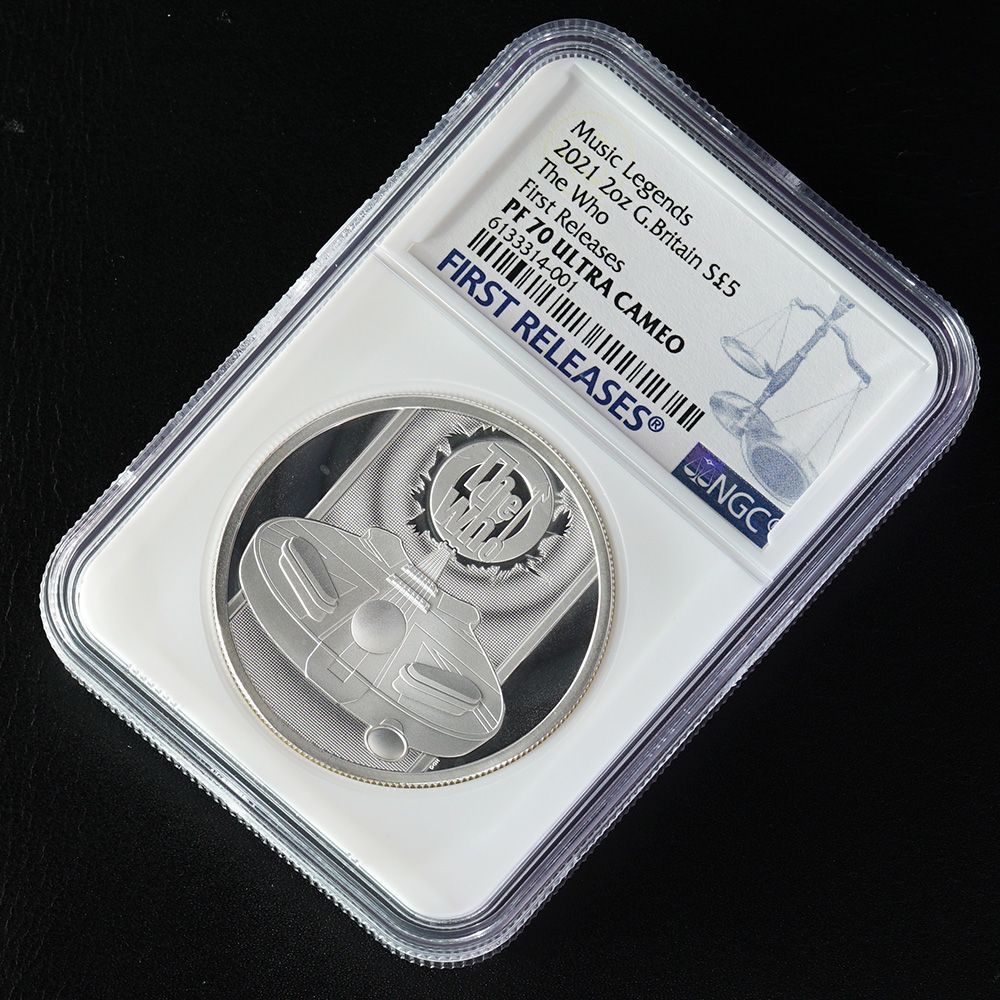 Music Legends
2021 2oz G.Britain S£5
The Who
First Releases
PF 70 ULTRA CAMEO
6133314-001
FIRST RELEASES®
NGC
The
Who